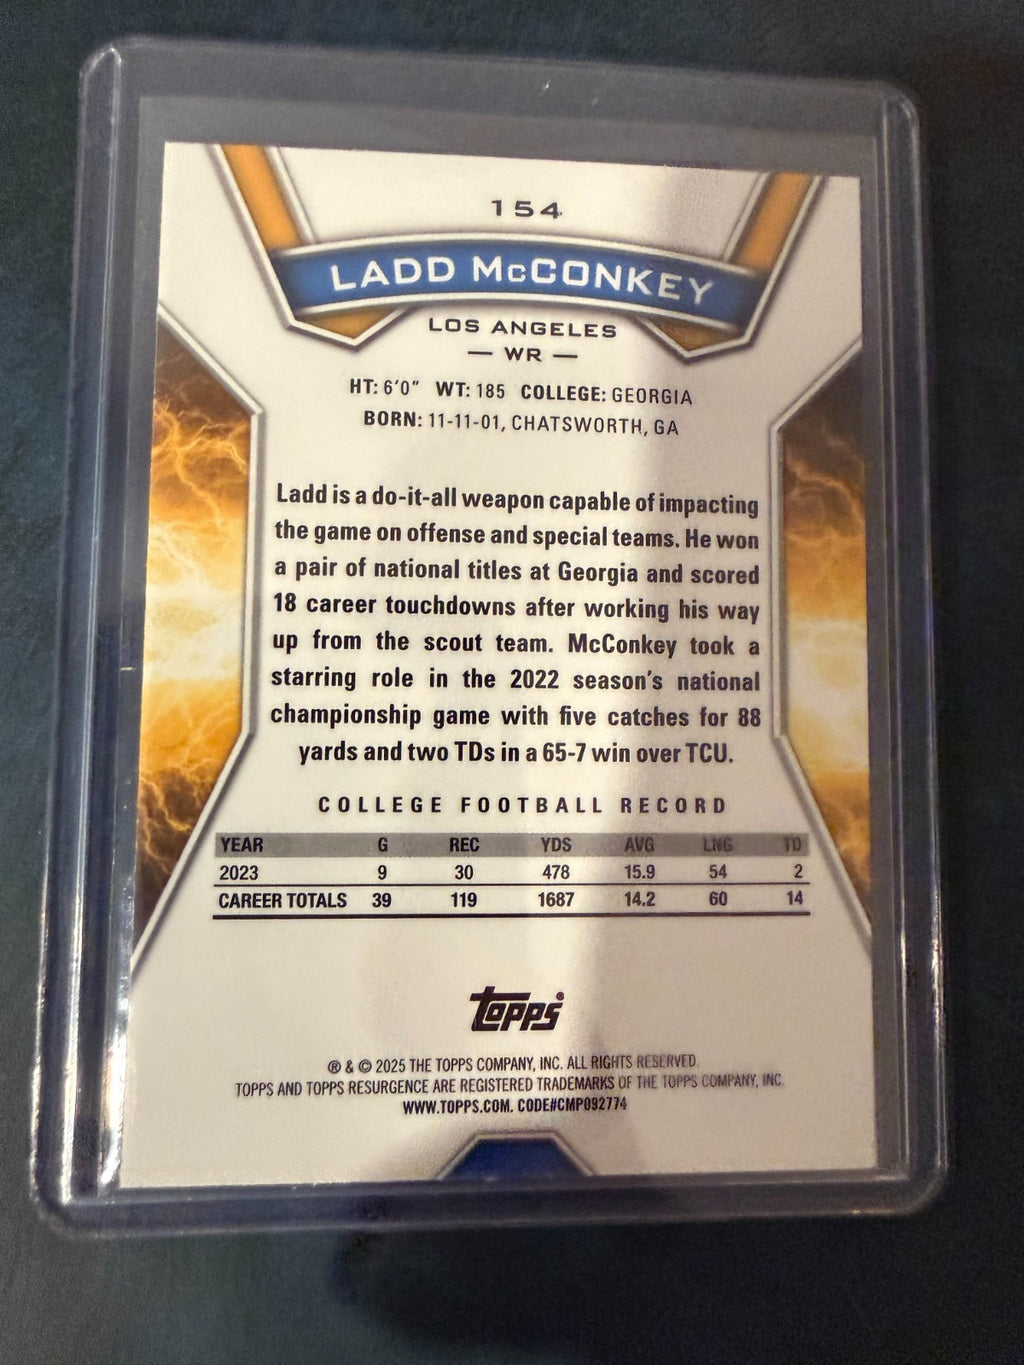 154
LADD McCONKEY
LOS ANGELES
— WR —
HT: 6'0" WT: 185 COLLEGE: GEORGIA
BORN: 11-11-01, CHATSWORTH, GA
Ladd is a do-it-all weapon capable of impacting
the game on offense and special teams. He won
a pair of national titles at Georgia and scored
18 career touchdowns after working his way
up from the scout team. McConkey took a
starring role in the 2022 season's national
championship game with five catches for 88
yards and two TDs in a 65-7 win over TCU.
COLLEGE FOOTBALL RECORD
YEAR G REC YDS AVG LNG TD
2023 9 30 478 15.9 54 2
CAREER TOTALS 39 119 1687 14.2 60 14
Topps
® & © 2025 THE TOPPS COMPANY, INC. ALL RIGHTS RESERVED.
TOPPS AND TOPPS RESURGENCE ARE REGISTERED TRADEMARKS OF THE TOPPS COMPANY, INC.
WWW.TOPPS.COM. CODE#CMP092774